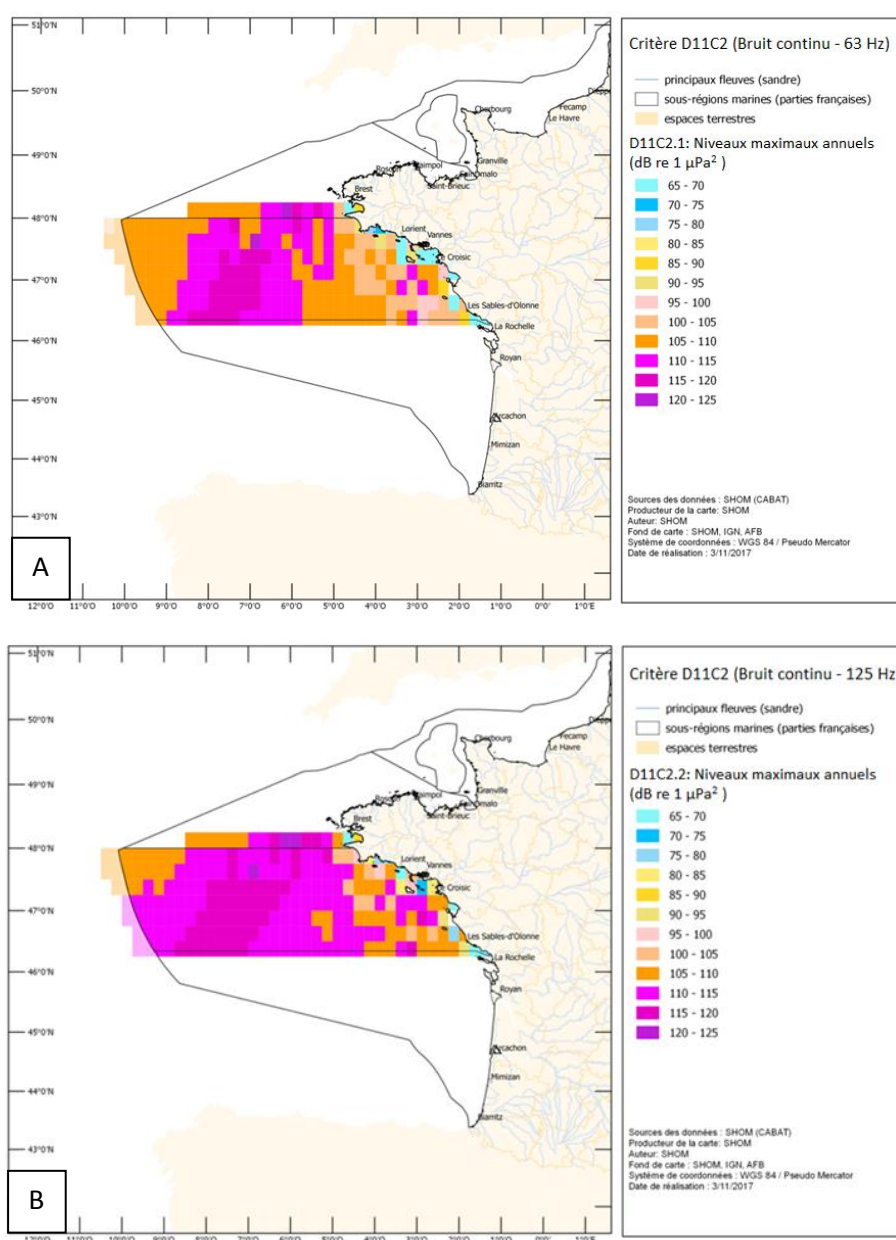 51°0'N
50°0'N
49°0'N
48°0'N
47°0'N
46°0'N
45°0'N
44°0'N
43°0'N
Cherbourg
Dieppe
Fecamp
Le Havre
Granville
Saint-Brieuc
Brest
Lorient
Vannes
Les Sables-d'Olonne
La Rochelle
Royan
Arcachon
Mimizan
Biarritz
A
12°0'O 11°0'O 10°0'O 9°0'O 8°0'O 7°0'O 6°0'O 5°0'O 4°0'O 3°0'O 2°0'O 1°0'O 0°0' 1°0'E
Critère D11C2 (Bruit continu - 63 Hz)
principaux fleuves (sandre)
sous-régions marines (parties françaises)
espaces terrestres
D11C2.1: Niveaux maximaux annuels
(dB re 1 µPa² )
65 - 70
70 - 75
75 - 80
80 - 85
85 - 90
90 - 95
95 - 100
100 - 105
105 - 110
110 - 115
115 - 120
120 - 125
Sources des données : SHOM (CABAT)
Producteur de la carte: SHOM
Auteur: SHOM
Fond de carte : SHOM, IGN, AFB
Système de coordonnées : WGS 84 / Pseudo Mercator
Date de réalisation : 3/11/2017
51°0'N
50°0'N
49°0'N
48°0'N
47°0'N
46°0'N
45°0'N
44°0'N
43°0'N
Cherbourg
Fecamp
Le Havre
Granville
Saint-Brieuc
Brest
Lorient
Vannes
Les Sables-d'Olonne
La Rochelle
Royan
Arcachon
Mimizan
Biarritz
B
Critère D11C2 (Bruit continu - 125 Hz
principaux fleuves (sandre)
sous-régions marines (parties françaises)
espaces terrestres
D11C2.2: Niveaux maximaux annuels
(dB re 1 µPa² )
65 - 70
70 - 75
75 - 80
80 - 85
85 - 90
90 - 95
95 - 100
100 - 105
105 - 110
110 - 115
115 - 120
120 - 125
Sources des données : SHOM (CABAT)
Producteur de la carte: SHOM
Auteur: SHOM
Fond de carte : SHOM, IGN, AFB
Système de coordonnées : WGS 84 / Pseudo Mercator
Date de réalisation : 3/11/2017